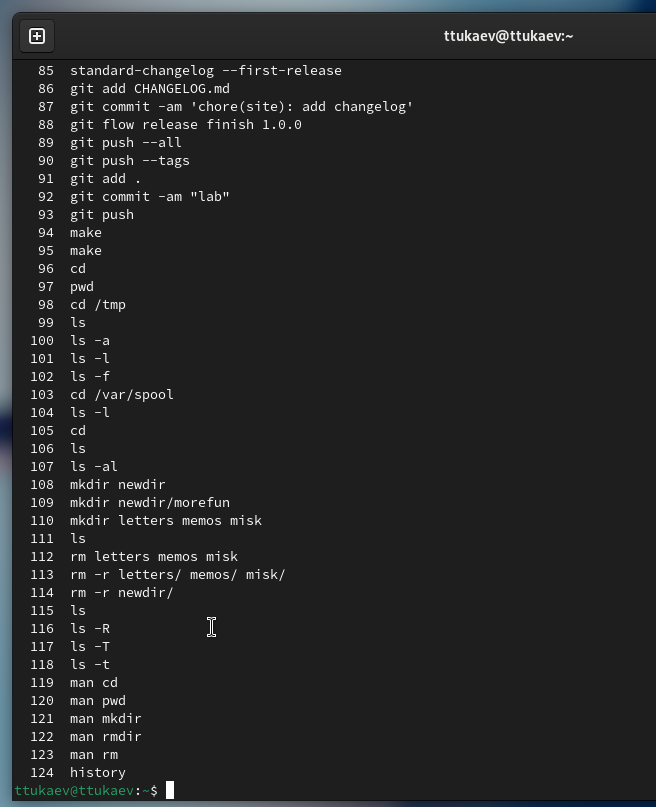 ttukaev@ttukaev:~
85 standard-changelog --first-release
86 git add CHANGELOG.md
87 git commit -am 'chore(site): add changelog'
88 git flow release finish 1.0.0
89 git push --all
90 git push --tags
91 git add .
92 git commit -am "lab"
93 git push
94 make
95 make
96 cd
97 pwd
98 cd /tmp
99 ls
100 ls -a
101 ls -l
102 ls -f
103 cd /var/spool
104 ls -l
105 cd
106 ls
107 ls -al
108 mkdir newdir
109 mkdir newdir/morefun
110 mkdir letters memos misk
111 ls
112 rm letters memos misk
113 rm -r letters/ memos/ misk/
114 rm -r newdir/
115 ls
116 ls -R
117 ls -T
118 ls -t
119 man cd
120 man pwd
121 man mkdir
122 man rmdir
123 man rm
124 history
ttukaev@ttukaev:~$